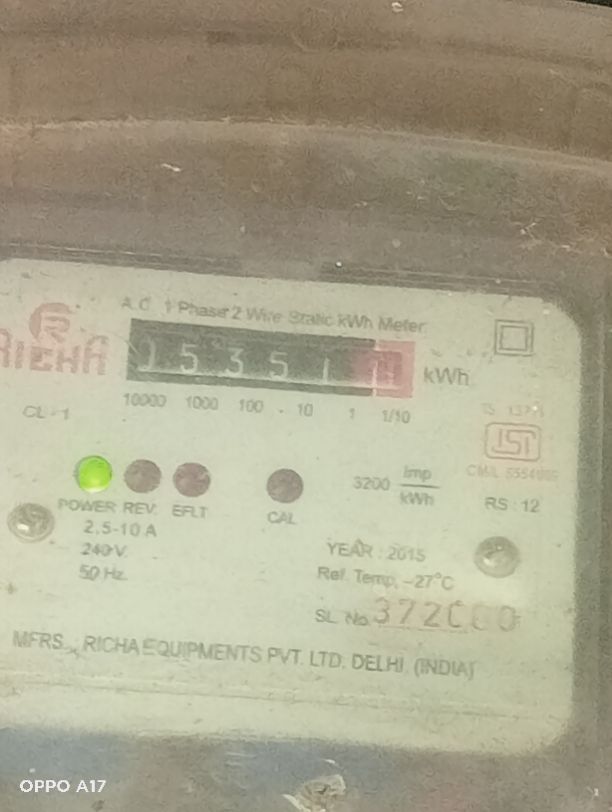 A.C. 1 Phase 2 Wire Static kWh Meter
RICHA
5 3 5 1
kWh
10000 1000 100 . 10 1 1/10
CL-1
ISI
CM/L
3200 Imp/kWh
RS : 12
POWER REV. EFLT CAL
2.5-10 A
240 V
50 Hz.
YEAR : 2015
Ref. Temp. -27°C
SL. No. 372
MFRS. : RICHA EQUIPMENTS PVT. LTD. DELHI. (INDIA)
OPPO A17